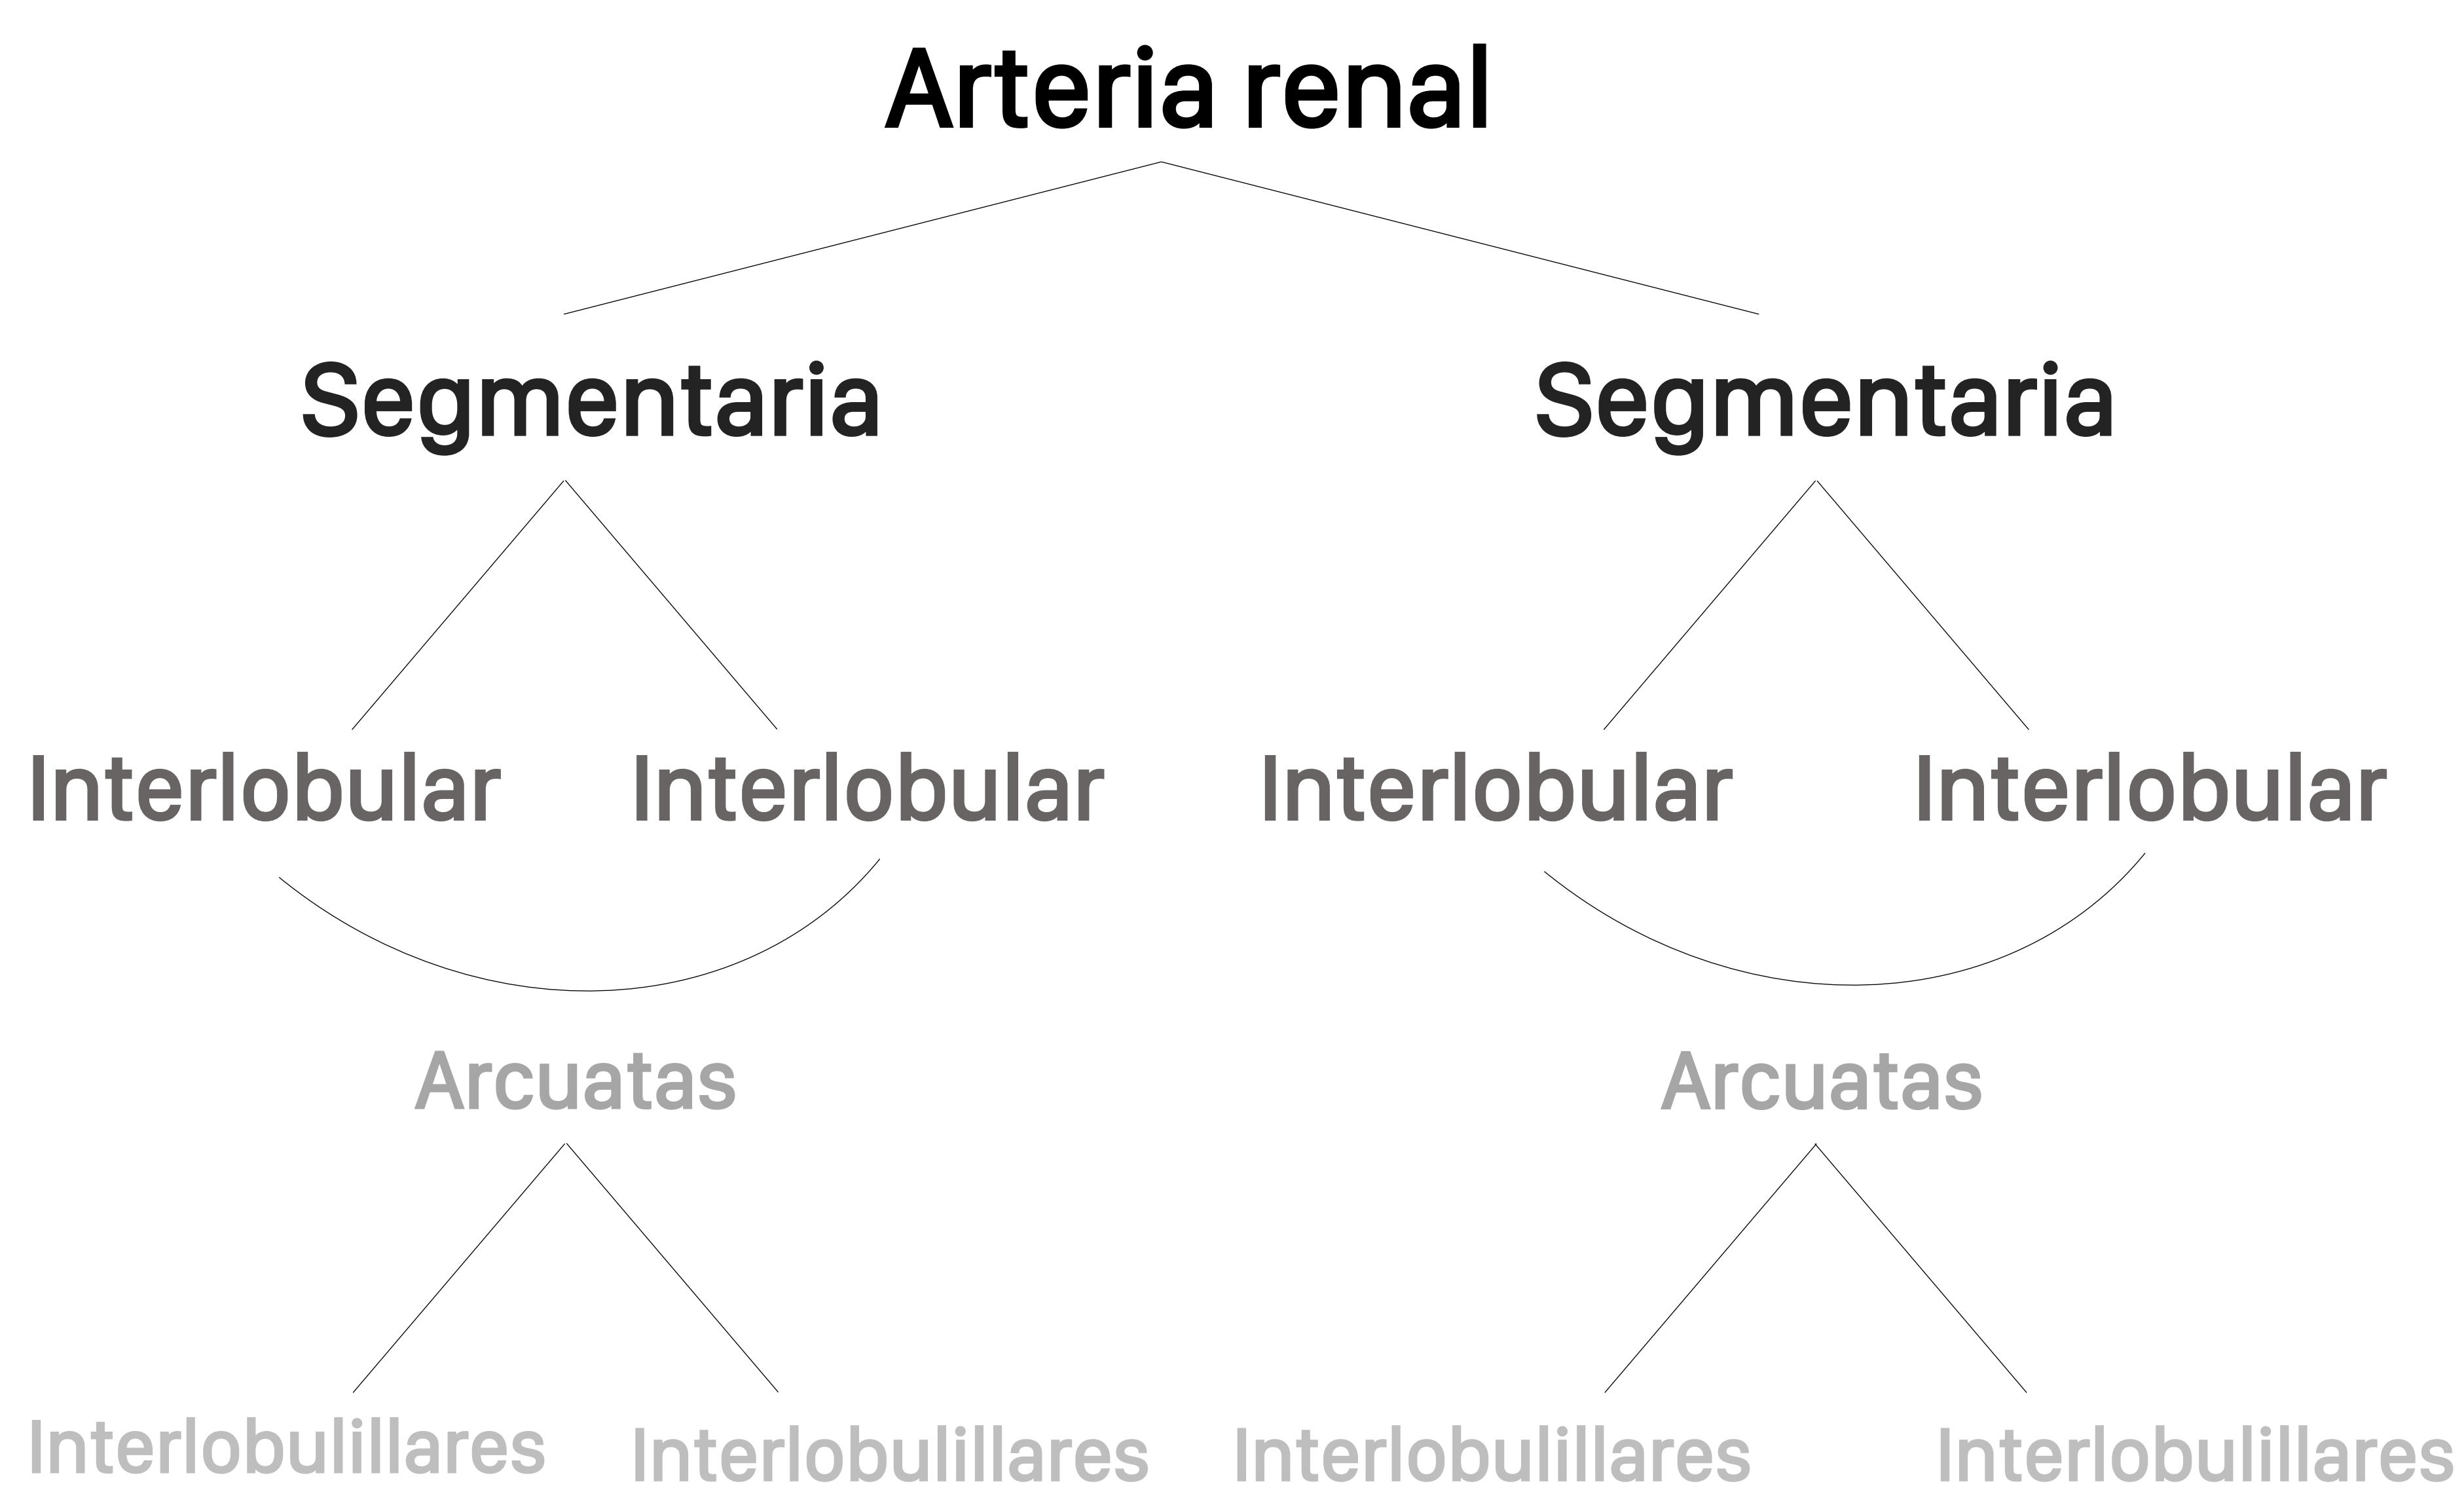 Arteria renal
Segmentaria Segmentaria
Interlobular Interlobular Interlobular Interlobular
Arcuatas Arcuatas
Interlobulillares Interlobulillares Interlobulillares Interlobulillares